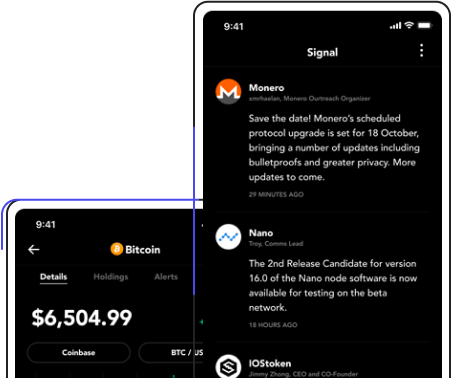 9:41
Signal
Monero
xmrhaelan, Monero Ourtreach Organizer
Save the date! Monero's scheduled
protocol upgrade is set for 18 October,
bringing a number of updates including
bulletproofs and greater privacy. More
updates to come.
29 MINUTES AGO
Nano
Troy, Comms Lead
The 2nd Release Candidate for version
16.0 of the Nano node software is now
available for testing on the beta
network.
18 HOURS AGO
IOStoken
Jimmy Zhong, CEO and CO-Founder
9:41
Bitcoin
Details Holdings Alerts
$6,504.99
Coinbase BTC / US